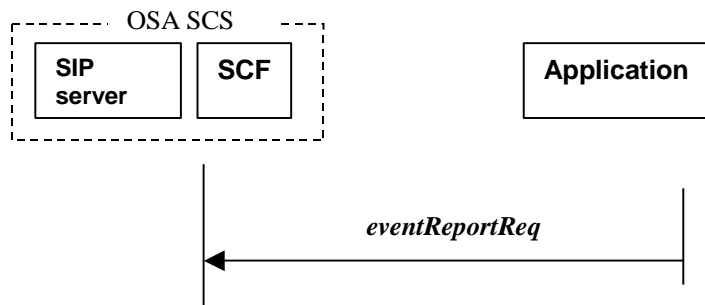 OSA SCS
SIP
server
SCF
Application
eventReportReq